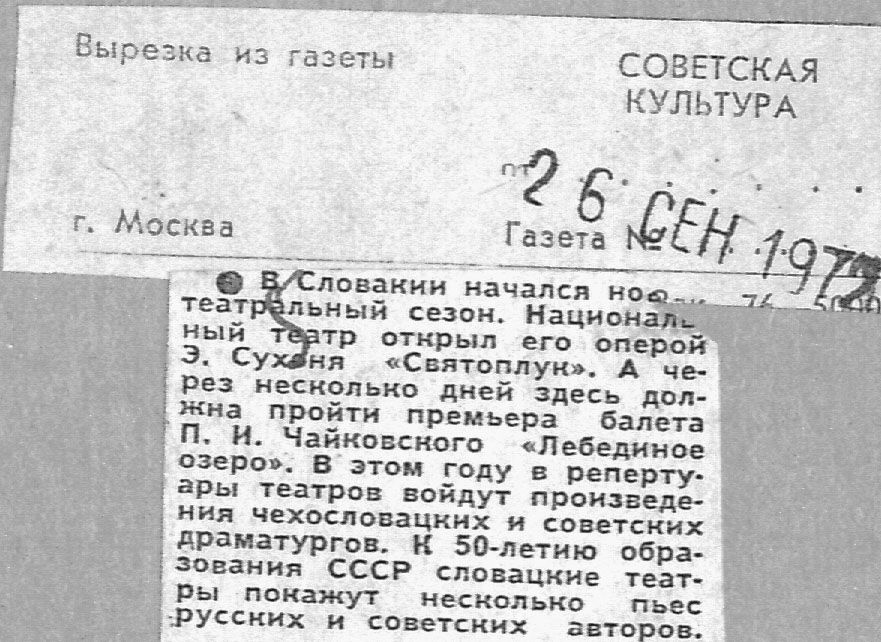 Вырезка из газеты
СОВЕТСКАЯ
КУЛЬТУРА
от 26 СЕН 1972
г. Москва
Газета №
В Словакии начался
театральный сезон. Националь-
ный театр открыл его оперой
Э. Сухоня «Святоплук». А че-
рез несколько дней здесь дол-
жна пройти премьера балета
П. И. Чайковского «Лебединое
озеро». В этом году в реперту-
ары театров войдут произведе-
ния чехословацких и советских
драматургов. К 50-летию обра-
зования СССР словацкие теат-
ры покажут несколько пьес
русских и советских авторов.